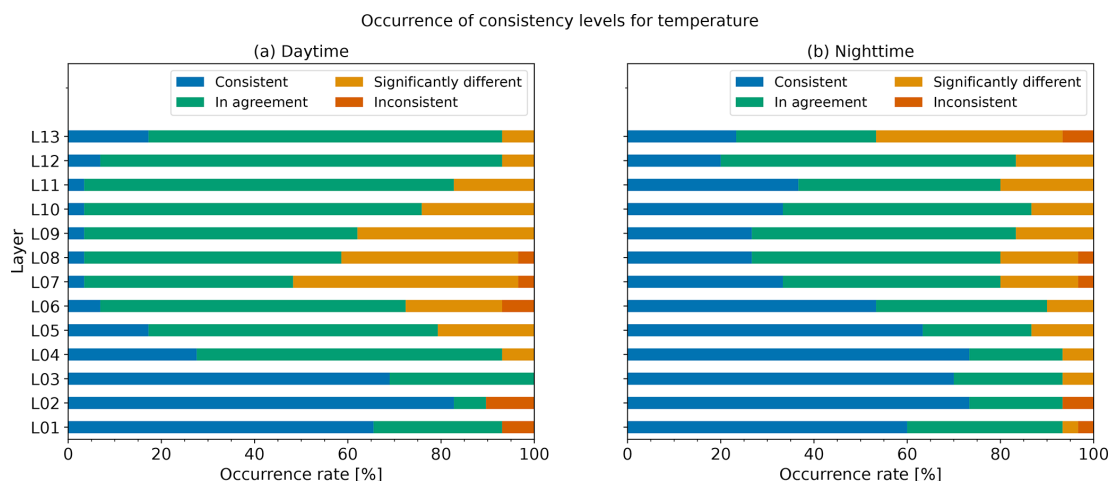 Occurrence of consistency levels for temperature
(a) Daytime
Consistent
Significantly different
In agreement
Inconsistent
Layer
L13
L12
L11
L10
L09
L08
L07
L06
L05
L04
L03
L02
L01
0 20 40 60 80 100
Occurrence rate [%]
(b) Nighttime
Consistent
Significantly different
In agreement
Inconsistent
0 20 40 60 80 100
Occurrence rate [%]